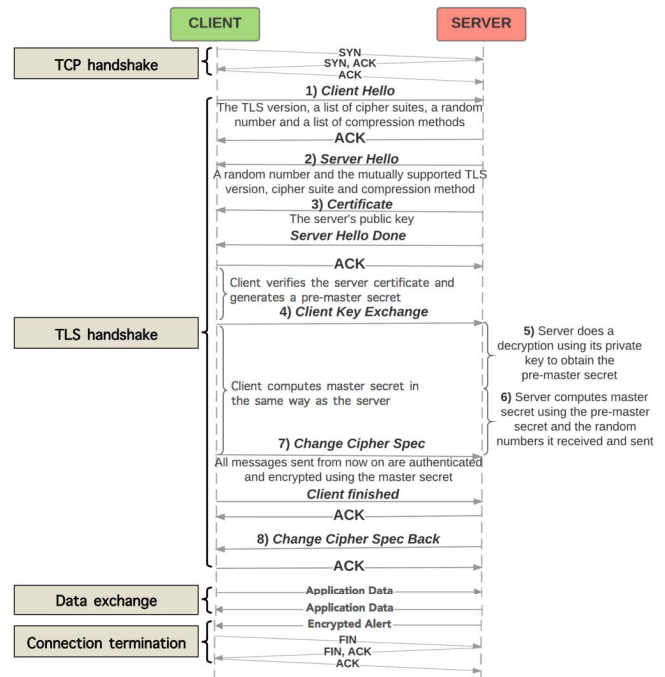 CLIENT
SERVER
TCP handshake
SYN
SYN, ACK
ACK
1) Client Hello
The TLS version, a list of cipher suites, a random
number and a list of compression methods
ACK
2) Server Hello
A random number and the mutually supported TLS
version, cipher suite and compression method
3) Certificate
The server's public key
Server Hello Done
ACK
Client verifies the server certificate and
generates a pre-master secret
4) Client Key Exchange
TLS handshake
5) Server does a
decryption using its private
key to obtain the
pre-master secret
Client computes master secret in
the same way as the server
6) Server computes master
secret using the pre-master
secret and the random
numbers it received and sent
7) Change Cipher Spec
All messages sent from now on are authenticated
and encrypted using the master secret
Client finished
ACK
8) Change Cipher Spec Back
ACK
Data exchange
Application Data
Application Data
Connection termination
Encrypted Alert
FIN
FIN, ACK
ACK